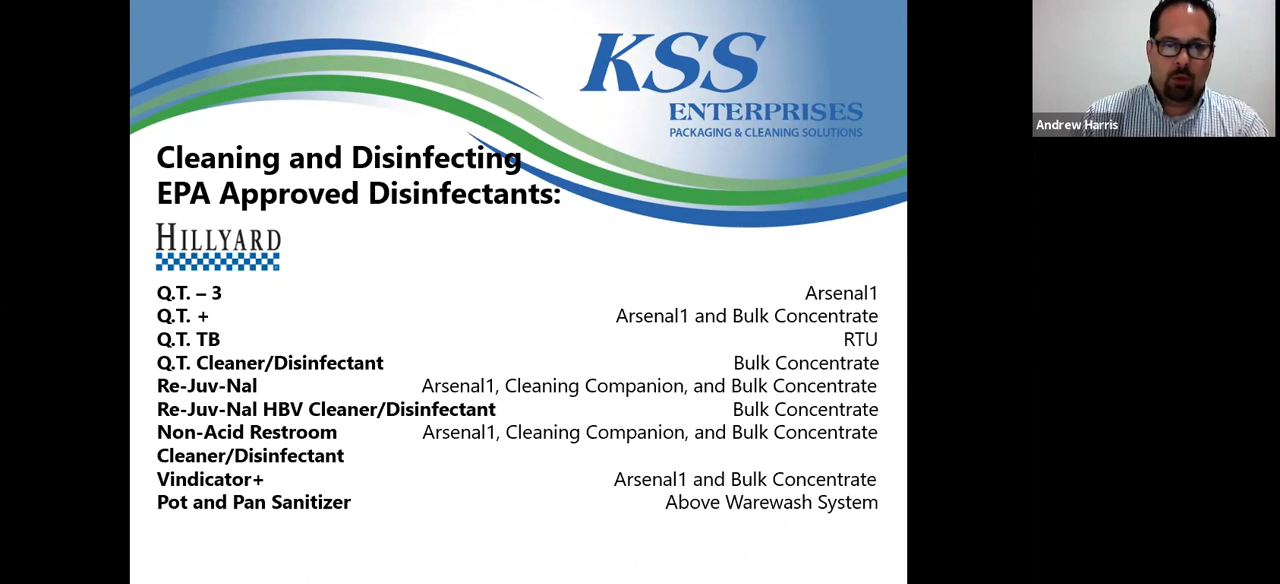 KSS
ENTERPRISES
PACKAGING & CLEANING SOLUTIONS
Andrew Harris
Cleaning and Disinfecting
EPA Approved Disinfectants:
HILLYARD
Q.T. – 3 Arsenal1
Q.T. + Arsenal1 and Bulk Concentrate
Q.T. TB RTU
Q.T. Cleaner/Disinfectant Bulk Concentrate
Re-Juv-Nal Arsenal1, Cleaning Companion, and Bulk Concentrate
Re-Juv-Nal HBV Cleaner/Disinfectant Bulk Concentrate
Non-Acid Restroom Arsenal1, Cleaning Companion, and Bulk Concentrate
Cleaner/Disinfectant
Vindicator+ Arsenal1 and Bulk Concentrate
Pot and Pan Sanitizer Above Warewash System